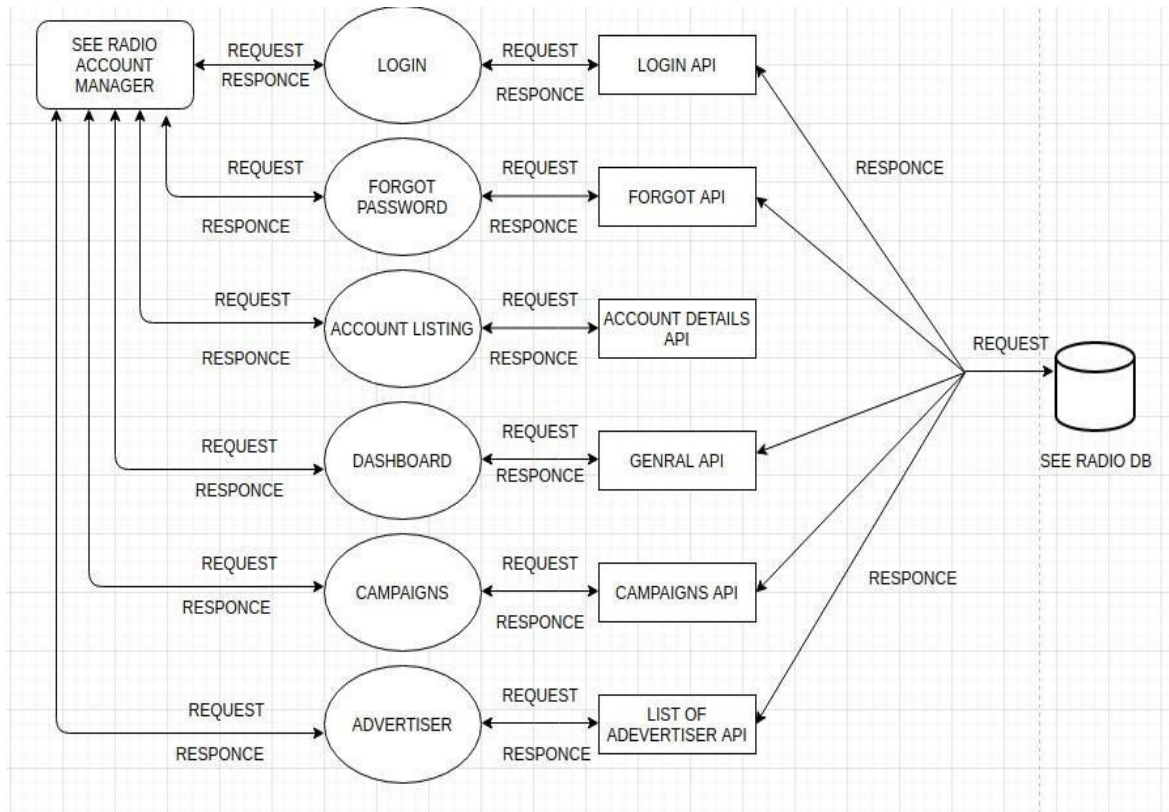 SEE RADIO
ACCOUNT
MANAGER
REQUEST
RESPONCE
LOGIN
REQUEST
RESPONCE
LOGIN API
RESPONCE
REQUEST
RESPONCE
FORGOT
PASSWORD
REQUEST
RESPONCE
FORGOT API
REQUEST
RESPONCE
ACCOUNT LISTING
REQUEST
RESPONCE
ACCOUNT DETAILS
API
REQUEST
SEE RADIO DB
REQUEST
RESPONCE
DASHBOARD
REQUEST
RESPONCE
GENRAL API
REQUEST
RESPONCE
CAMPAIGNS
REQUEST
RESPONCE
CAMPAIGNS API
RESPONCE
REQUEST
RESPONCE
ADVERTISER
REQUEST
RESPONCE
LIST OF
ADEVERTISER API